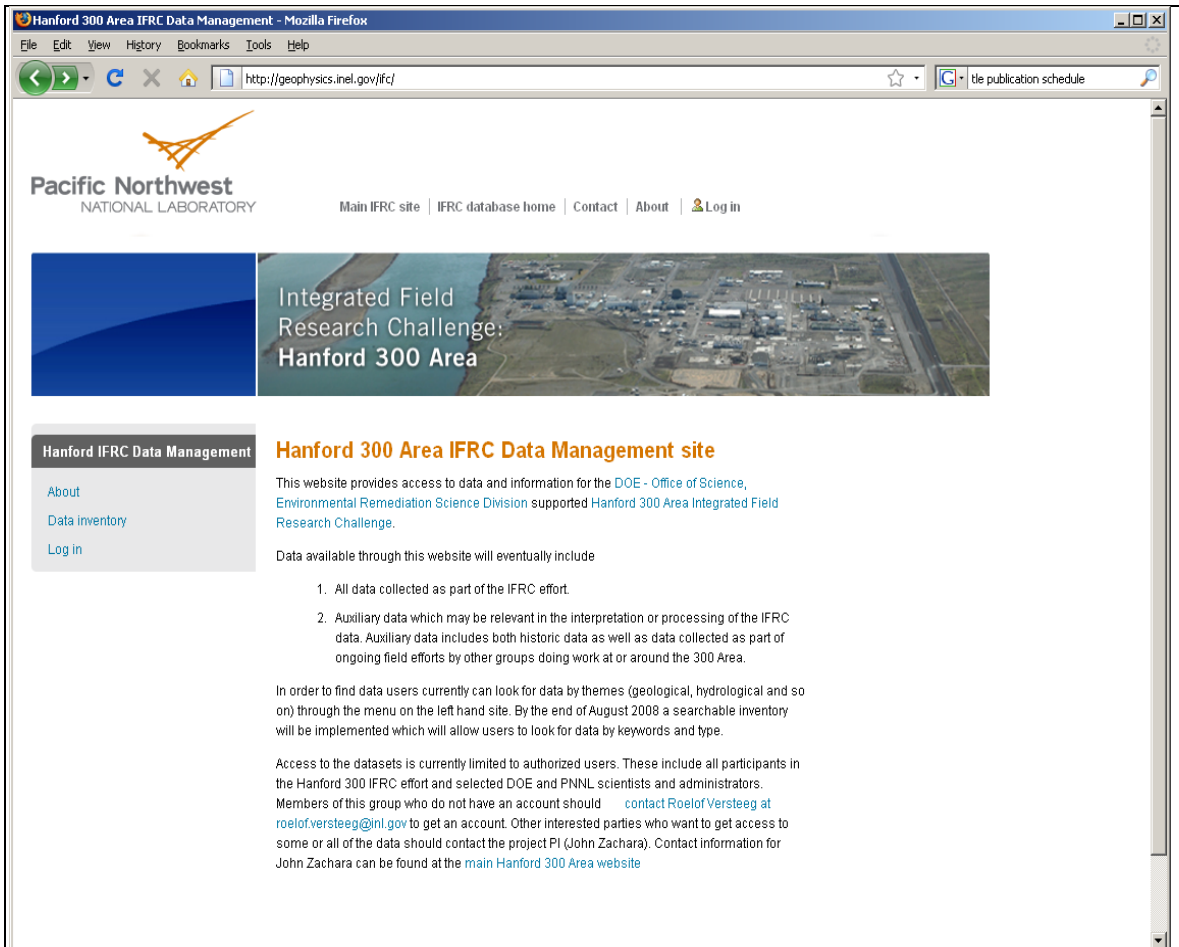 Hanford 300 Area IFRC Data Management - Mozilla Firefox
File Edit View History Bookmarks Tools Help
http://geophysics.inel.gov/ifc/
G tle publication schedule
Pacific Northwest
NATIONAL LABORATORY
Main IFRC site | IFRC database home | Contact | About | Log in
Integrated Field
Research Challenge:
Hanford 300 Area
Hanford IFRC Data Management
About
Data inventory
Log in
Hanford 300 Area IFRC Data Management site
This website provides access to data and information for the DOE - Office of Science,
Environmental Remediation Science Division supported Hanford 300 Area Integrated Field
Research Challenge.
Data available through this website will eventually include
1. All data collected as part of the IFRC effort.
2. Auxiliary data which may be relevant in the interpretation or processing of the IFRC
data. Auxiliary data includes both historic data as well as data collected as part of
ongoing field efforts by other groups doing work at or around the 300 Area.
In order to find data users currently can look for data by themes (geological, hydrological and so
on) through the menu on the left hand site. By the end of August 2008 a searchable inventory
will be implemented which will allow users to look for data by keywords and type.
Access to the datasets is currently limited to authorized users. These include all participants in
the Hanford 300 IFRC effort and selected DOE and PNNL scientists and administrators.
Members of this group who do not have an account should contact Roelof Versteeg at
roelof.versteeg@inl.gov to get an account. Other interested parties who want to get access to
some or all of the data should contact the project PI (John Zachara). Contact information for
John Zachara can be found at the main Hanford 300 Area website